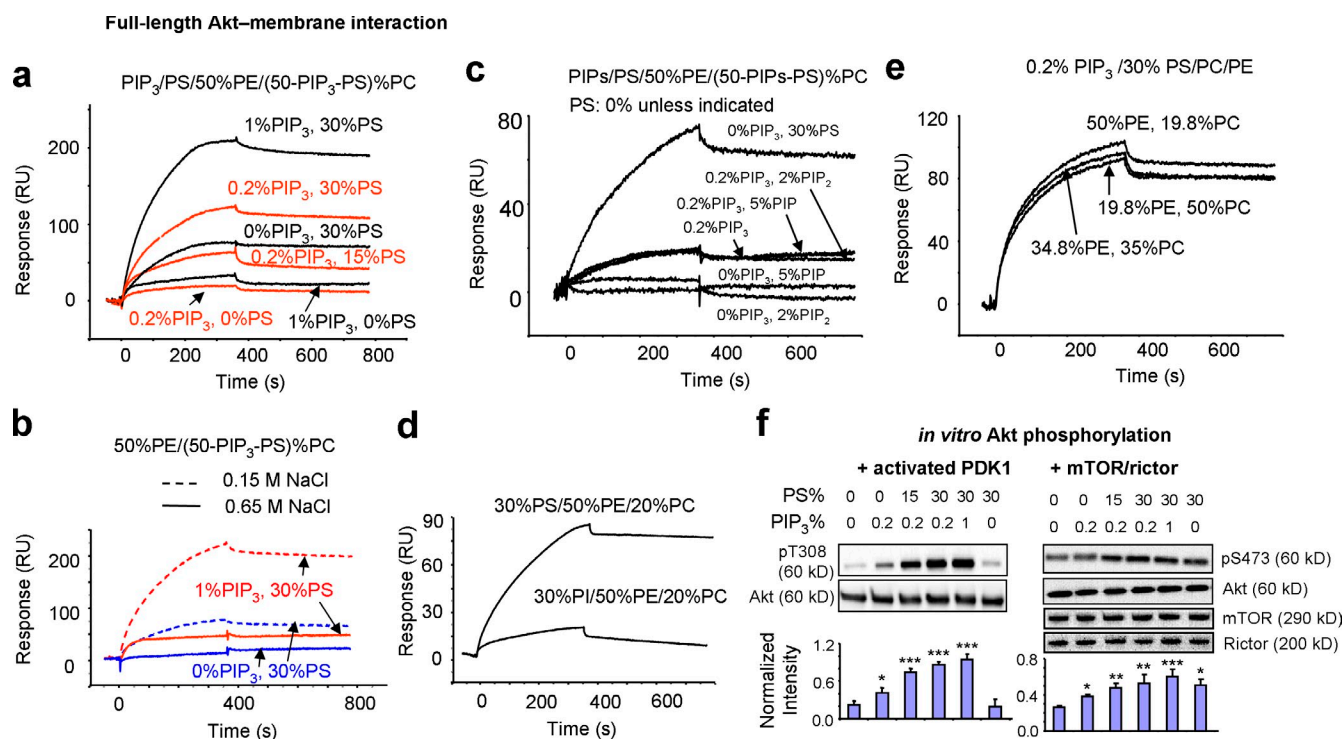 Full-length Akt–membrane interaction
a
PIP3/PS/50%PE/(50-PIP3-PS)%PC
1%PIP3, 30%PS
0.2%PIP3, 30%PS
0%PIP3, 30%PS
0.2%PIP3, 15%PS
0.2%PIP3, 0%PS
1%PIP3, 0%PS
Response (RU)
200
100
0
0 200 400 600 800
Time (s)
c
PIPs/PS/50%PE/(50-PIPs-PS)%PC
PS: 0% unless indicated
0%PIP3, 30%PS
0.2%PIP3, 2%PIP2
0.2%PIP3, 5%PIP
0.2%PIP3
0%PIP3, 5%PIP
0%PIP3, 2%PIP2
Response (RU)
80
40
0
0 200 400 600
Time (s)
e
0.2% PIP3 /30% PS/PC/PE
50%PE, 19.8%PC
19.8%PE, 50%PC
34.8%PE, 35%PC
Response (RU)
120
80
40
0
0 200 400 600
Time (s)
b
50%PE/(50-PIP3-PS)%PC
0.15 M NaCl
0.65 M NaCl
1%PIP3, 30%PS
0%PIP3, 30%PS
Response (RU)
200
100
50
0
0 400 800
Time (s)
d
30%PS/50%PE/20%PC
30%PI/50%PE/20%PC
Response (RU)
90
60
30
0
0 200 400 600
Time (s)
f
in vitro Akt phosphorylation
+ activated PDK1
PS% 0 0 15 30 30 30
PIP3% 0 0.2 0.2 0.2 1 0
pT308
(60 kD)
Akt (60 kD)
Normalized
Intensity
1.2
0.6
0.0
* *** *** ***
+ mTOR/rictor
0 0 15 30 30 30
0 0.2 0.2 0.2 1 0
pS473 (60 kD)
Akt (60 kD)
mTOR (290 kD)
Rictor (200 kD)
0.8
0.4
0.0
* ** ** *** *